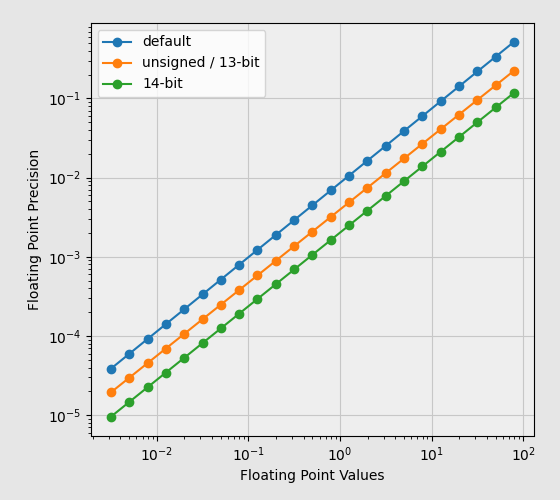 default
unsigned / 13-bit
14-bit
Floating Point Precision
10⁻¹
10⁻²
10⁻³
10⁻⁴
10⁻⁵
10⁻² 10⁻¹ 10⁰ 10¹ 10²
Floating Point Values